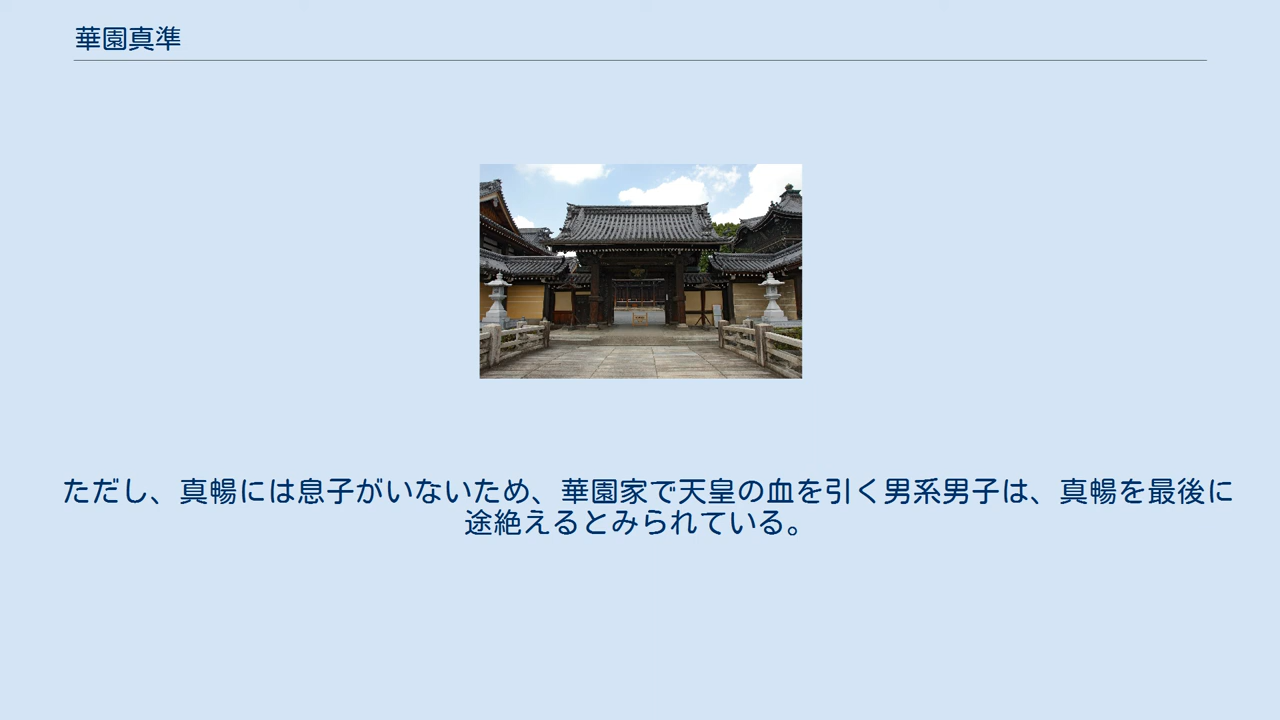 華園真準
ただし、真暢には息子がいないため、華園家で天皇の血を引く男系男子は、真暢を最後に
途絶えるとみられている。